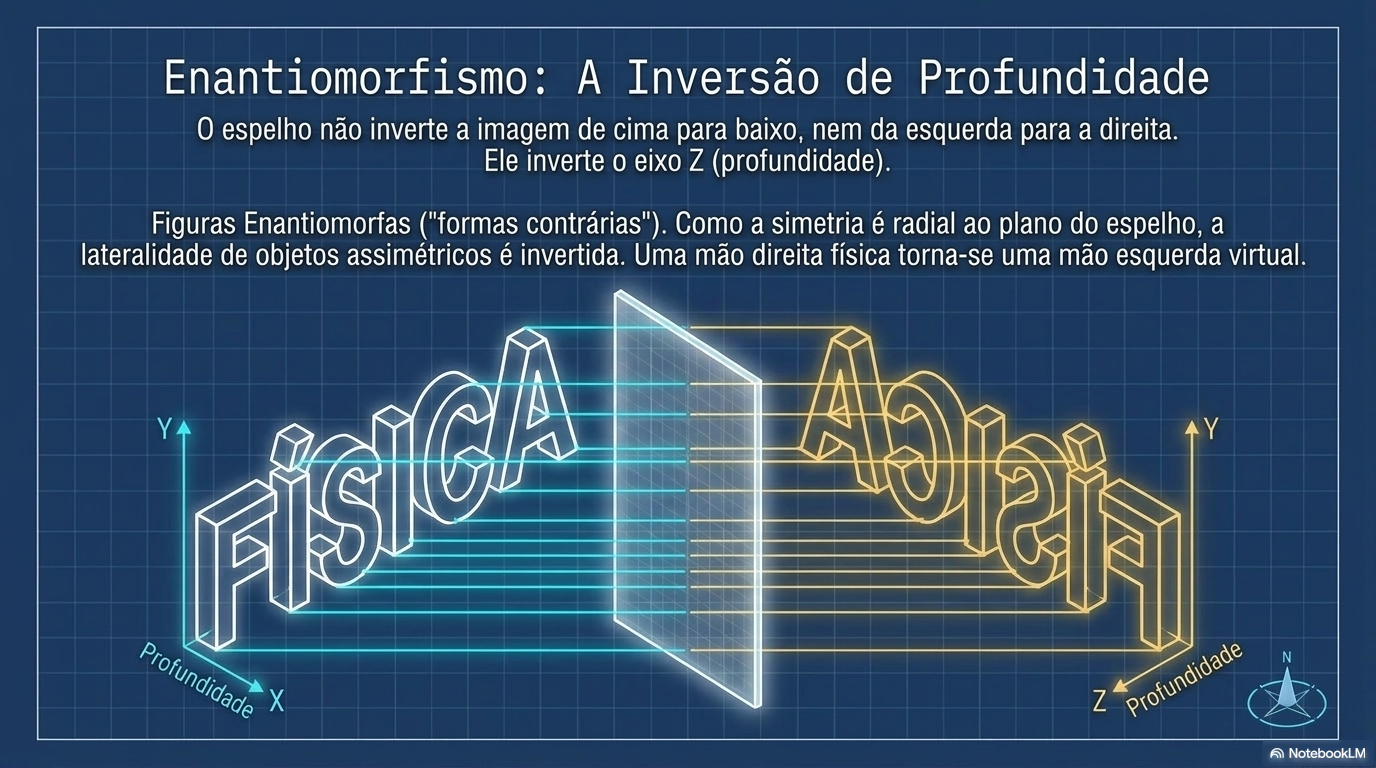 Enantiomorfismo: A Inversão de Profundidade
O espelho não inverte a imagem de cima para baixo, nem da esquerda para a direita.
Ele inverte o eixo Z (profundidade).
Figuras Enantiomorfas ("formas contrárias"). Como a simetria é radial ao plano do espelho, a
lateralidade de objetos assimétricos é invertida. Uma mão direita física torna-se uma mão esquerda virtual.
FÍSICA
FÍSICA
Y
Profundidade
X
Y
Z
Profundidade
N
NotebookLM